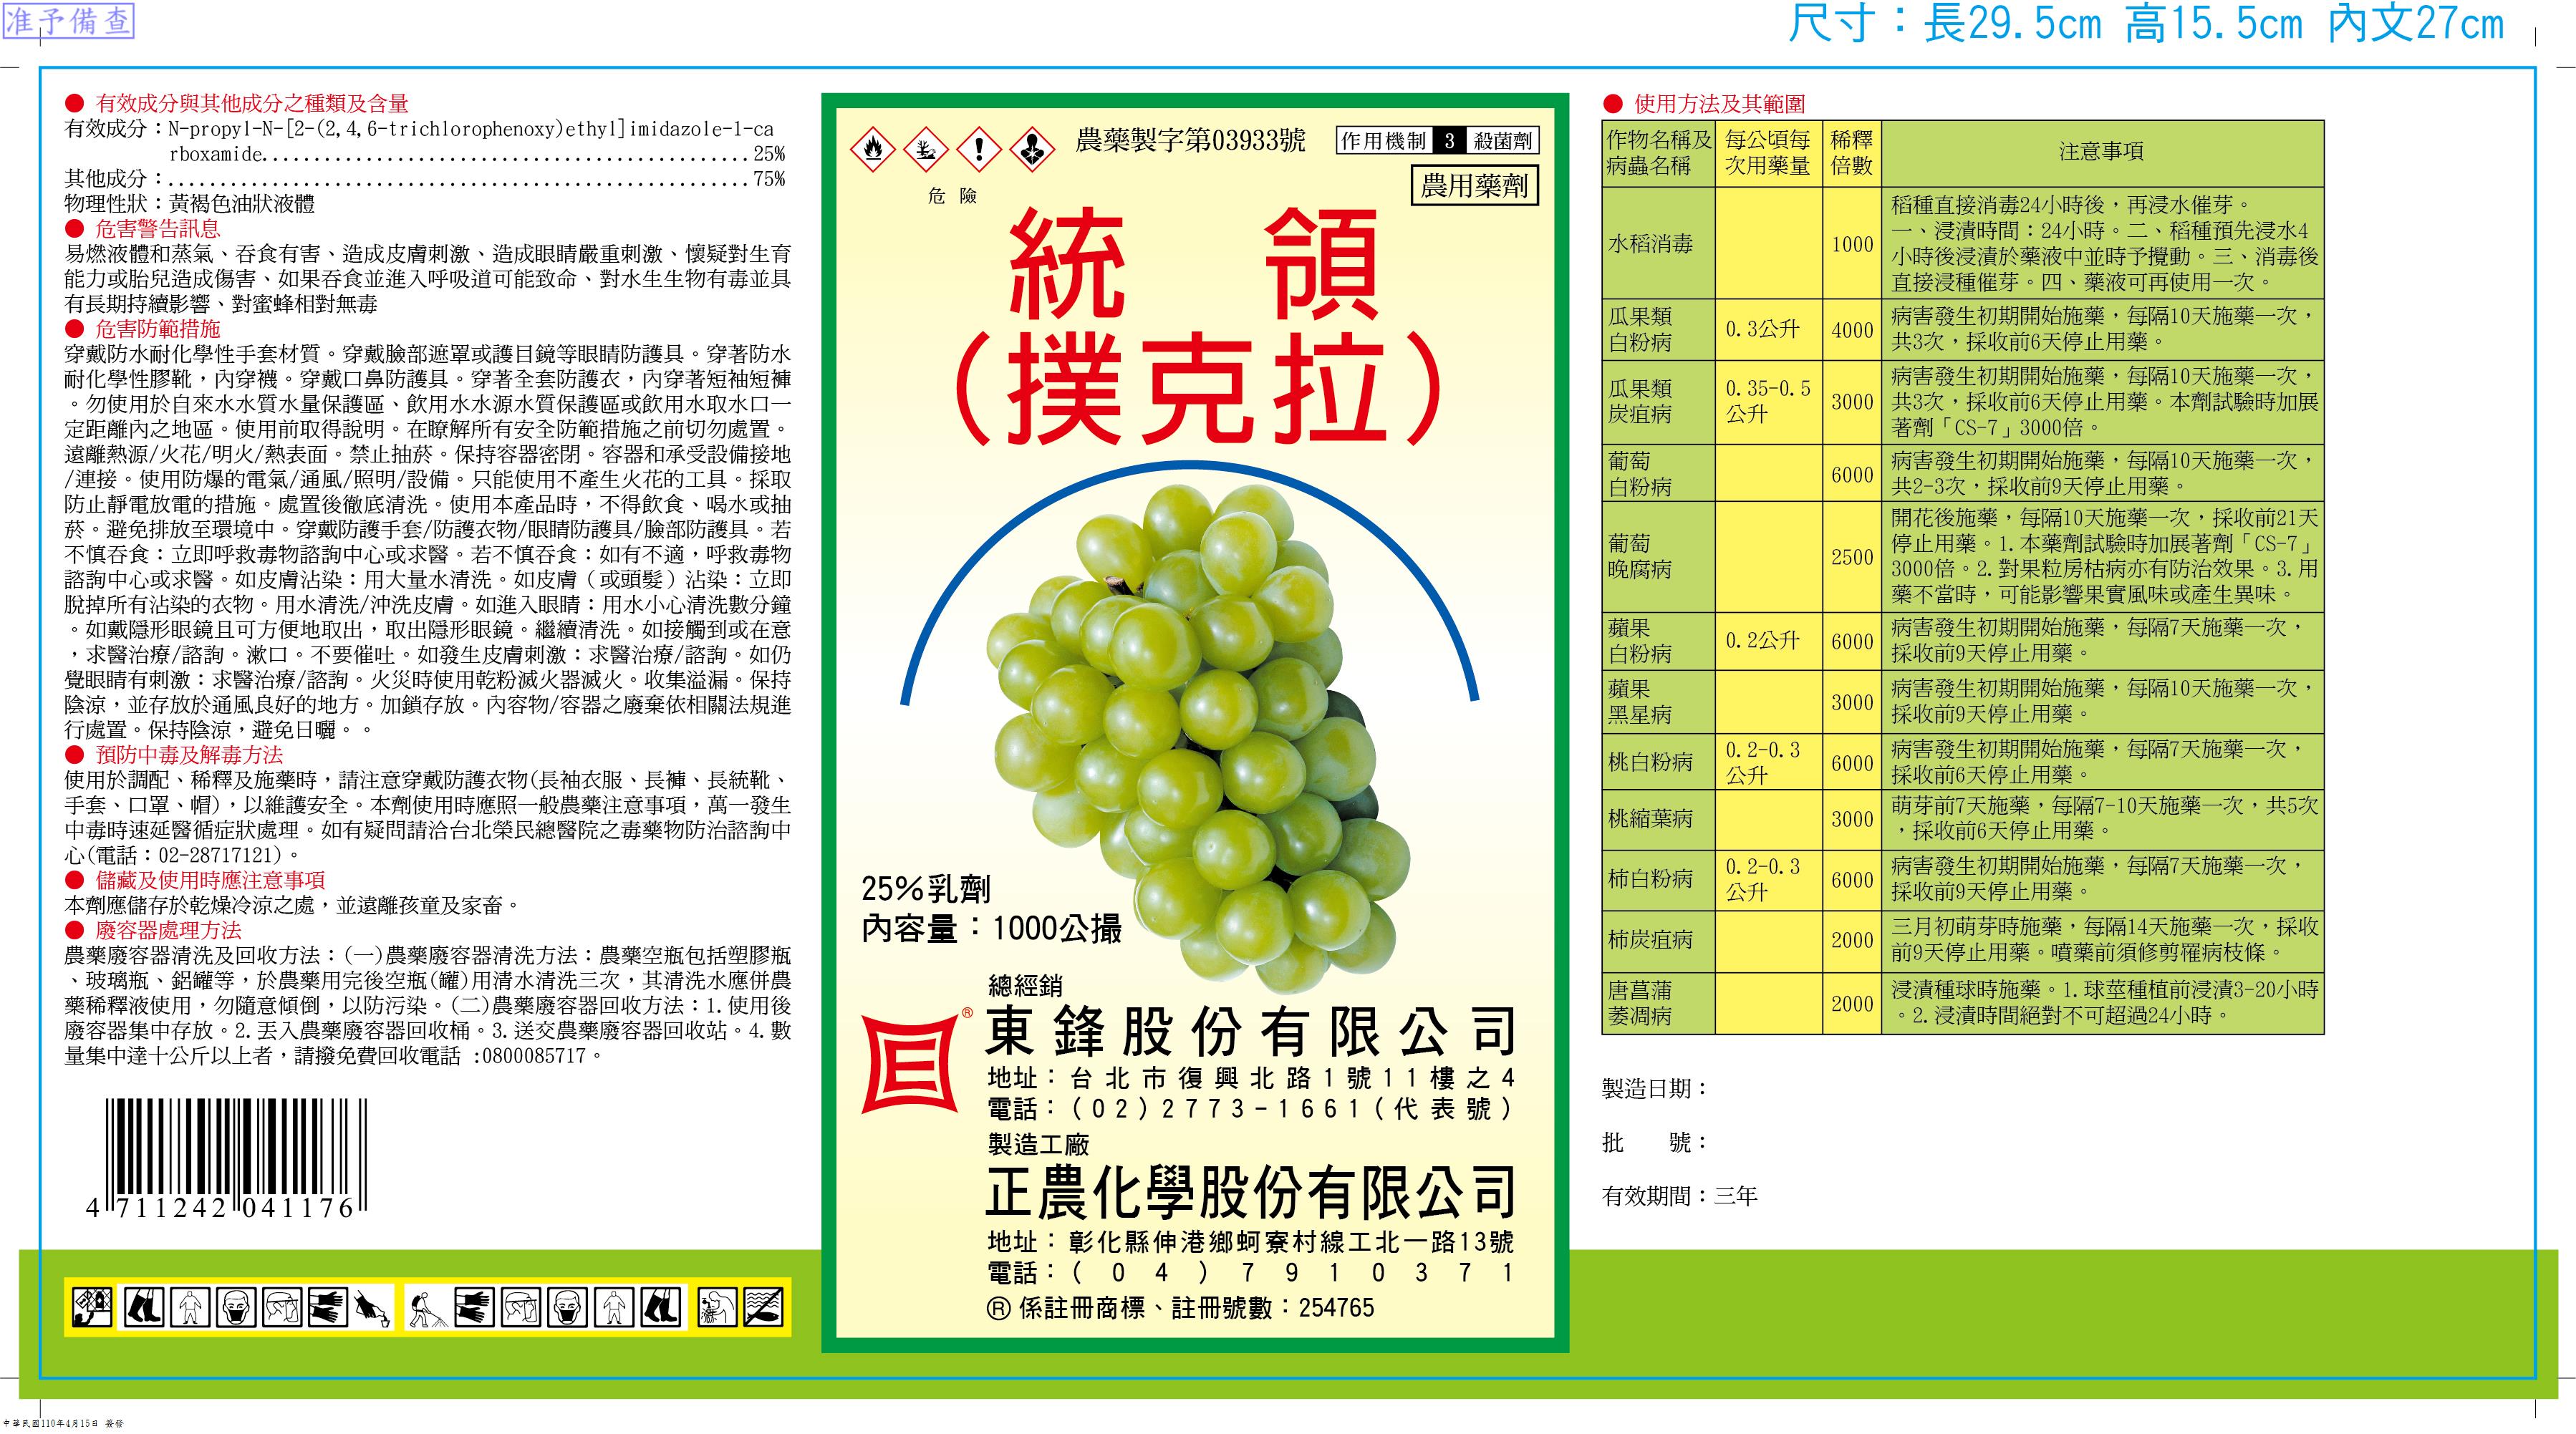 准予備查
尺寸：長29.5cm 高15.5cm 內文27cm
● 有效成分與其他成分之種類及含量
有效成分：N-propyl-N-[2-(2,4,6-trichlorophenoxy)ethyl]imidazole-1-ca
rboxamide...............................................25%
其他成分：........................................................75%
物理性狀：黃褐色油狀液體
● 危害警告訊息
易燃液體和蒸氣、吞食有害、造成皮膚刺激、造成眼睛嚴重刺激、懷疑對生育
能力或胎兒造成傷害、如果吞食並進入呼吸道可能致命、對水生生物有毒並具
有長期持續影響、對蜜蜂相對無毒
● 危害防範措施
穿戴防水耐化學性手套材質。穿戴臉部遮罩或護目鏡等眼睛防護具。穿著防水
耐化學性膠靴，內穿襪。穿戴口鼻防護具。穿著全套防護衣，內穿著短袖短褲
。勿使用於自來水水質水量保護區、飲用水水源水質保護區或飲用水取水口一
定距離內之地區。使用前取得說明。在瞭解所有安全防範措施之前切勿處置。
遠離熱源/火花/明火/熱表面。禁止抽菸。保持容器密閉。容器和承受設備接地
/連接。使用防爆的電氣/通風/照明/設備。只能使用不產生火花的工具。採取
防止靜電放電的措施。處置後徹底清洗。使用本產品時，不得飲食、喝水或抽
菸。避免排放至環境中。穿戴防護手套/防護衣物/眼睛防護具/臉部防護具。若
不慎吞食：立即呼救毒物諮詢中心或求醫。若不慎吞食：如有不適，呼救毒物
諮詢中心或求醫。如皮膚沾染：用大量水清洗。如皮膚（或頭髮）沾染：立即
脫掉所有沾染的衣物。用水清洗/沖洗皮膚。如進入眼睛：用水小心清洗數分鐘
。如戴隱形眼鏡且可方便地取出，取出隱形眼鏡。繼續清洗。如接觸到或在意
，求醫治療/諮詢。漱口。不要催吐。如發生皮膚刺激：求醫治療/諮詢。如仍
覺眼睛有刺激：求醫治療/諮詢。火災時使用乾粉滅火器滅火。收集溢漏。保持
陰涼，並存放於通風良好的地方。加鎖存放。內容物/容器之廢棄依相關法規進
行處置。保持陰涼，避免日曬。。
● 預防中毒及解毒方法
使用於調配、稀釋及施藥時，請注意穿戴防護衣物(長袖衣服、長褲、長統靴、
手套、口罩、帽)，以維護安全。本劑使用時應照一般農藥注意事項，萬一發生
中毒時速延醫循症狀處理。如有疑問請洽台北榮民總醫院之毒藥物防治諮詢中
心(電話：02-28717121)。
● 儲藏及使用時應注意事項
本劑應儲存於乾燥冷涼之處，並遠離孩童及家畜。
● 廢容器處理方法
農藥廢容器清洗及回收方法：(一)農藥廢容器清洗方法：農藥空瓶包括塑膠瓶
、玻璃瓶、鋁罐等，於農藥用完後空瓶(罐)用清水清洗三次，其清洗水應併農
藥稀釋液使用，勿隨意傾倒，以防污染。(二)農藥廢容器回收方法：1.使用後
廢容器集中存放。2.丟入農藥廢容器回收桶。3.送交農藥廢容器回收站。4.數
量集中達十公斤以上者，請撥免費回收電話 :0800085717。
4 711242 041176
農藥製字第03933號
作用機制 3 殺菌劑
農用藥劑
危 險
統 領
（撲克拉）
25%乳劑
內容量：1000公撮
總經銷
®
東鋒股份有限公司
地址：台北市復興北路1號11樓之4
電話：(02)2773-1661(代表號)
製造工廠
正農化學股份有限公司
地址：彰化縣伸港鄉蚵寮村線工北一路13號
電話：(04)7910371
® 係註冊商標、註冊號數：254765
● 使用方法及其範圍
作物名稱及 每公頃每 稀釋 注意事項
病蟲名稱 次用藥量 倍數
水稻消毒 1000 稻種直接消毒24小時後，再浸水催芽。
一、浸漬時間：24小時。二、稻種預先浸水4
小時後浸漬於藥液中並時予攪動。三、消毒後
直接浸種催芽。四、藥液可再使用一次。
瓜果類 0.3公升 4000 病害發生初期開始施藥，每隔10天施藥一次，
白粉病 共3次，採收前6天停止用藥。
瓜果類 0.35-0.5 3000 病害發生初期開始施藥，每隔10天施藥一次，
炭疽病 公升 共3次，採收前6天停止用藥。本劑試驗時加展
著劑「CS-7」3000倍。
葡萄 6000 病害發生初期開始施藥，每隔10天施藥一次，
白粉病 共2-3次，採收前9天停止用藥。
葡萄 2500 開花後施藥，每隔10天施藥一次，採收前21天
晚腐病 停止用藥。1.本藥劑試驗時加展著劑「CS-7」
3000倍。2.對果粒房枯病亦有防治效果。3.用
藥不當時，可能影響果實風味或產生異味。
蘋果 0.2公升 6000 病害發生初期開始施藥，每隔7天施藥一次，
白粉病 採收前9天停止用藥。
蘋果 3000 病害發生初期開始施藥，每隔10天施藥一次，
黑星病 採收前9天停止用藥。
桃白粉病 0.2-0.3 6000 病害發生初期開始施藥，每隔7天施藥一次，
公升 採收前6天停止用藥。
桃縮葉病 3000 萌芽前7天施藥，每隔7-10天施藥一次，共5次
，採收前6天停止用藥。
柿白粉病 0.2-0.3 6000 病害發生初期開始施藥，每隔7天施藥一次，
公升 採收前9天停止用藥。
柿炭疽病 2000 三月初萌芽時施藥，每隔14天施藥一次，採收
前9天停止用藥。噴藥前須修剪罹病枝條。
唐菖蒲 2000 浸漬種球時施藥。1.球莖種植前浸漬3-20小時
萎凋病 。2.浸漬時間絕對不可超過24小時。
製造日期：
批 號：
有效期間：三年
中華民國110年4月15日 簽發